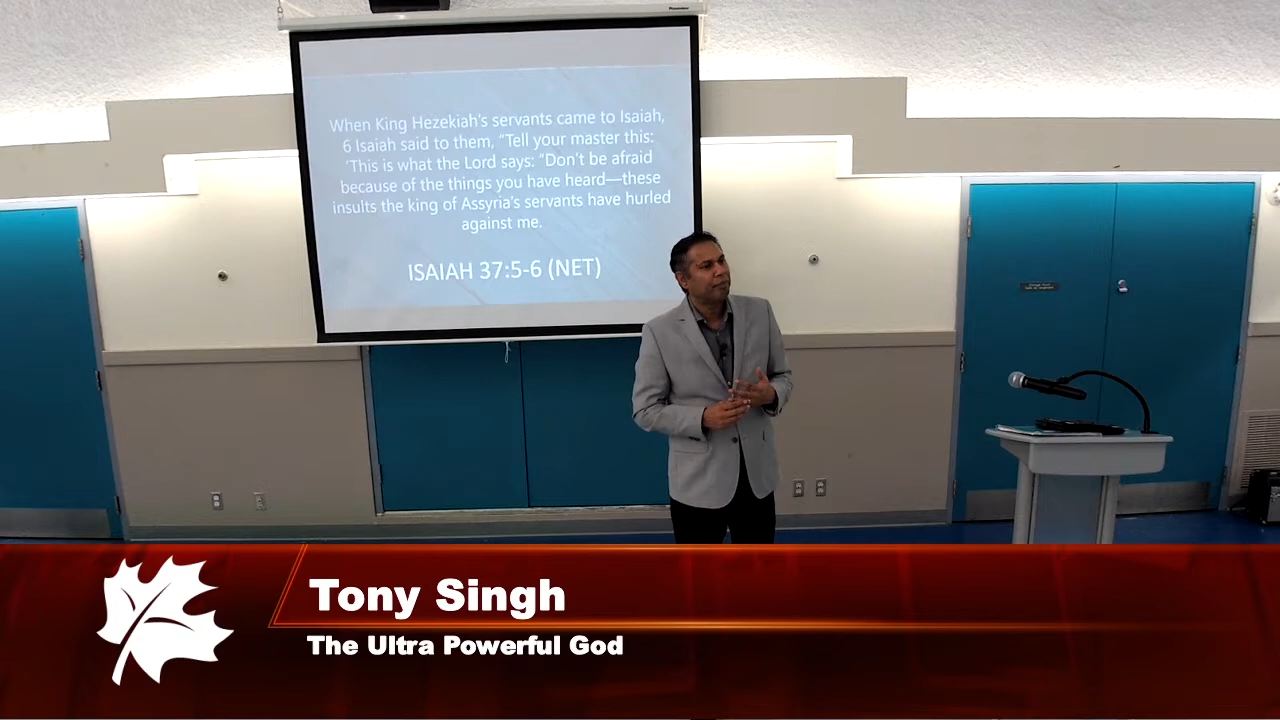 When King Hezekiah's servants came to Isaiah,
6 Isaiah said to them, "Tell your master this:
'This is what the Lord says: "Don't be afraid
because of the things you have heard—these
insults the king of Assyria's servants have hurled
against me.
ISAIAH 37:5-6 (NET)
Tony Singh
The Ultra Powerful God